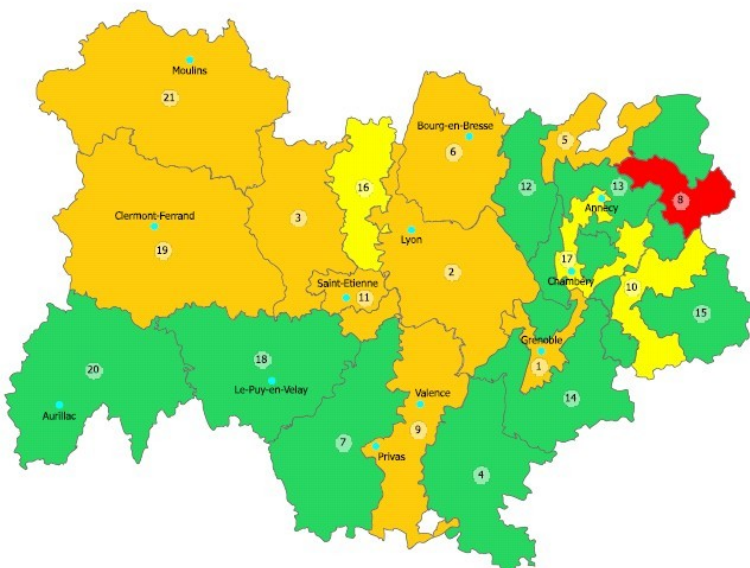 Moulins
21
Bourg-en-Bresse
6
5
16
12
13
Annecy
8
Clermont-Ferrand
19
3
Lyon
2
17
Chambéry
10
Saint-Etienne
11
15
Grenoble
1
18
20
Le-Puy-en-Velay
Aurillac
Valence
14
9
7
Privas
4